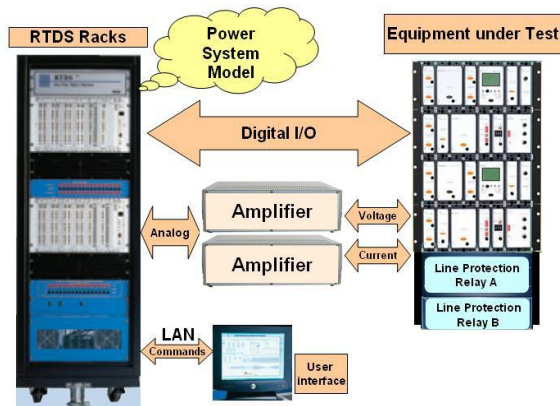 RTDS Racks
Power
System
Model
Equipment under Test
RTDS
Digital I/O
Amplifier
Voltage
Analog
Amplifier
Current
Line Protection
Relay A
Line Protection
Relay B
LAN
Commands
User
interface